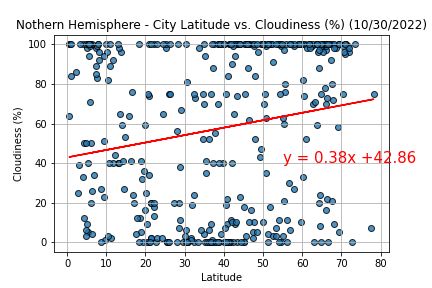 Nothern Hemisphere - City Latitude vs. Cloudiness (%) (10/30/2022)
100
80
60
40
20
0
Cloudiness (%)
y = 0.38x +42.86
0 10 20 30 40 50 60 70 80
Latitude